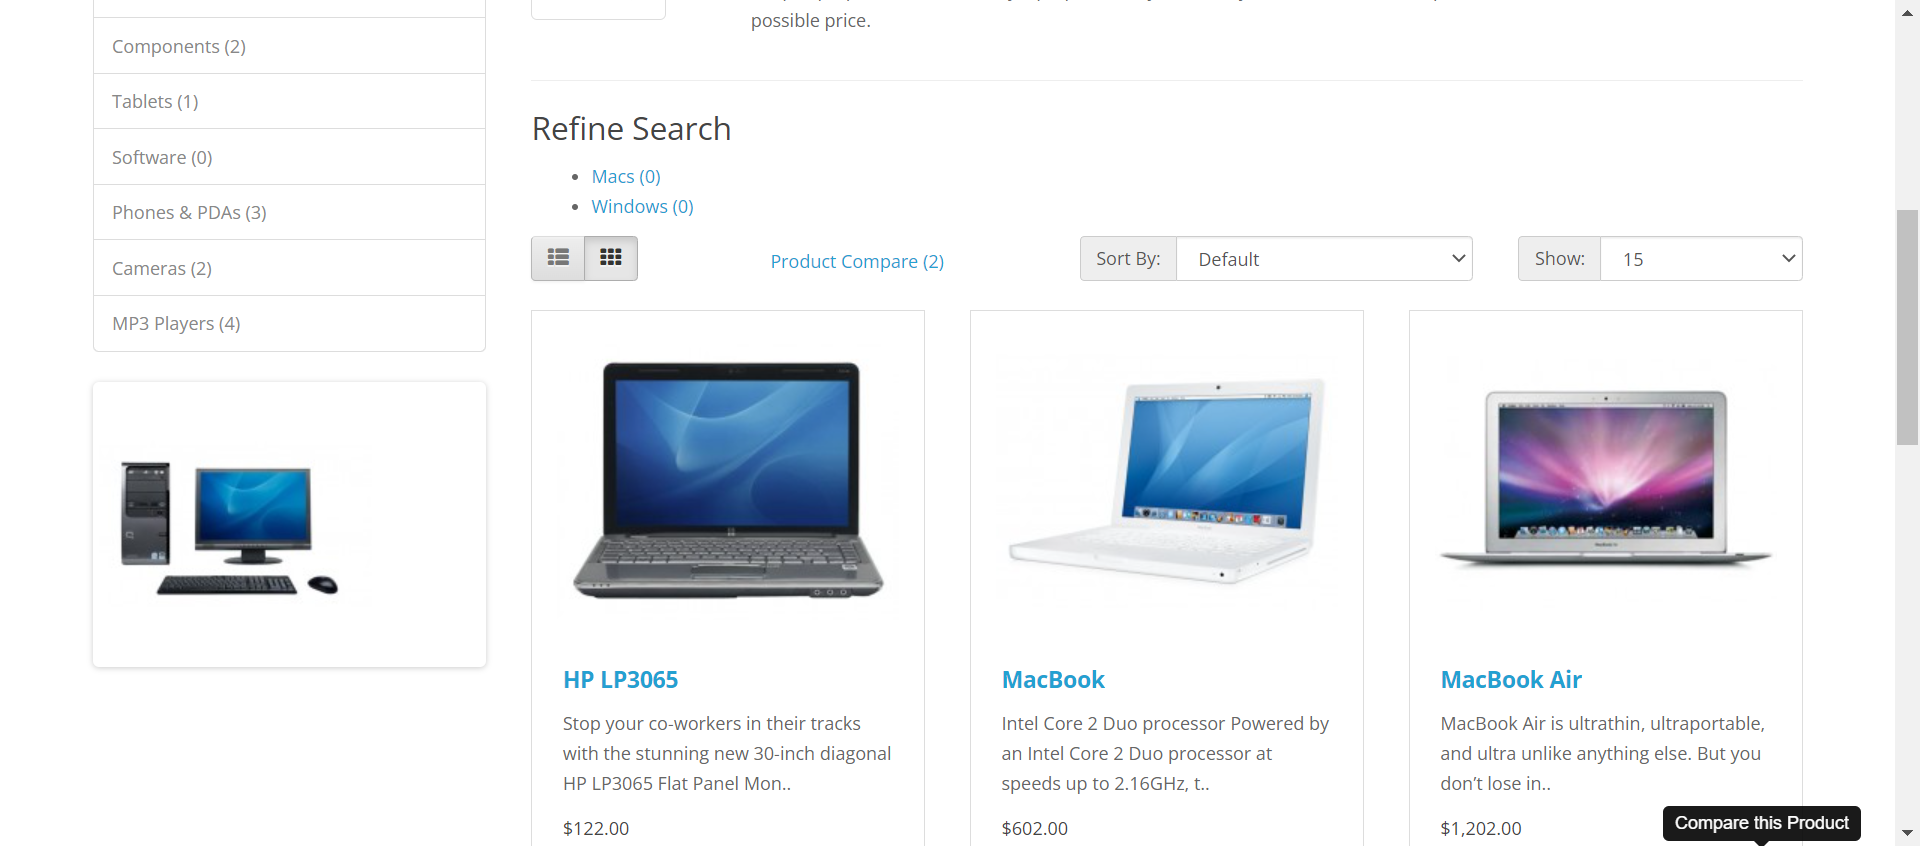 possible price.
Components (2)
Tablets (1)
Software (0)
Phones & PDAs (3)
Cameras (2)
MP3 Players (4)
Refine Search
Macs (0)
Windows (0)
Product Compare (2)
Sort By:
Default
Show:
15
HP LP3065
Stop your co-workers in their tracks
with the stunning new 30-inch diagonal
HP LP3065 Flat Panel Mon..
$122.00
MacBook
Intel Core 2 Duo processor Powered by
an Intel Core 2 Duo processor at
speeds up to 2.16GHz, t..
$602.00
MacBook Air
MacBook Air is ultrathin, ultraportable,
and ultra unlike anything else. But you
don’t lose in..
$1,202.00
Compare this Product